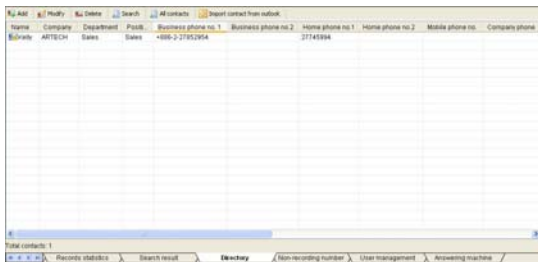 Add Modify Delete Search All contacts Import contact from outlook
Name Company Department Positi... Business phone no. 1 Business phone no.2 Home phone no.1 Home phone no.2 Mobile phone no. Company phone
ARTECH Sales Sales +886-2-27952954 27745994
Total contacts: 1
Records statistics Search result Directory Non-recording number User management Answering machine